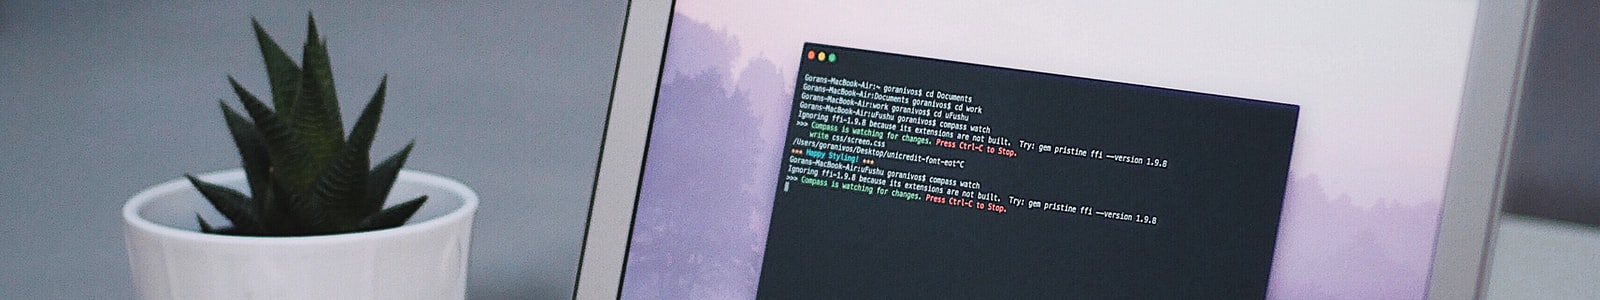 Gorans-MacBook-Air:~ goranivos$ cd Documents
Gorans-MacBook-Air:Documents goranivos$ cd work
Gorans-MacBook-Air:work goranivos$ cd uFushu
Gorans-MacBook-Air:uFushu goranivos$ compass watch
Ignoring ffi-1.9.8 because its extensions are not built.  Try: gem pristine ffi --version 1.9.8
>>> Compass is watching for changes. Press Ctrl-C to Stop.
write css/screen.css
/Users/goranivos/Desktop/unicredit-font-eot^C
*** Happy Styling! ***
Gorans-MacBook-Air:uFushu goranivos$ compass watch
Ignoring ffi-1.9.8 because its extensions are not built.  Try: gem pristine ffi --version 1.9.8
>>> Compass is watching for changes. Press Ctrl-C to Stop.